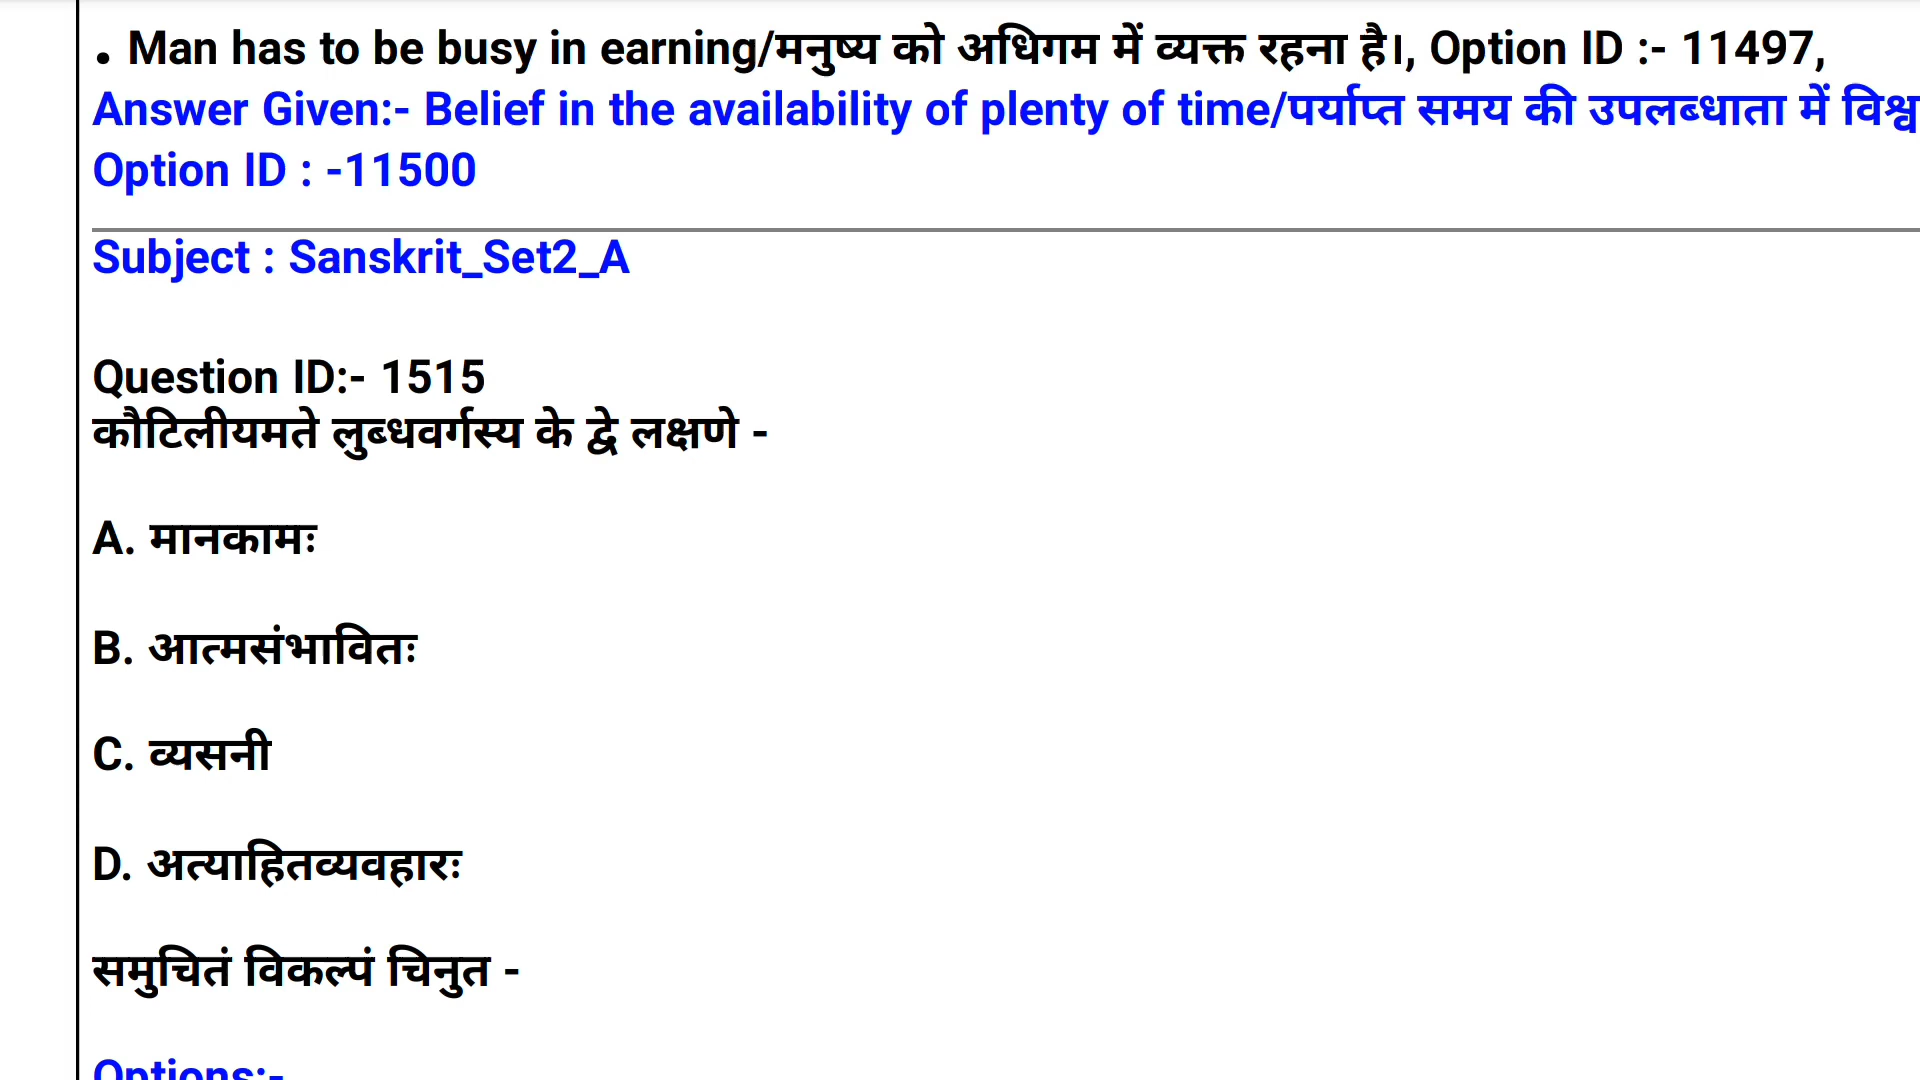 • Man has to be busy in earning/मनुष्य को अधिगम में व्यक्त रहना है।, Option ID :- 11497,
Answer Given:- Belief in the availability of plenty of time/पर्याप्त समय की उपलब्धाता में
Option ID : -11500
Subject : Sanskrit_Set2_A
Question ID:- 1515
कौटिलीयमते लुब्धवर्गस्य के द्वे लक्षणे -
A. मानकामः
B. आत्मसंभावितः
C. व्यसनी
D. अत्याहितव्यवहारः
समुचितं विकल्पं चिनुत -
Options:-